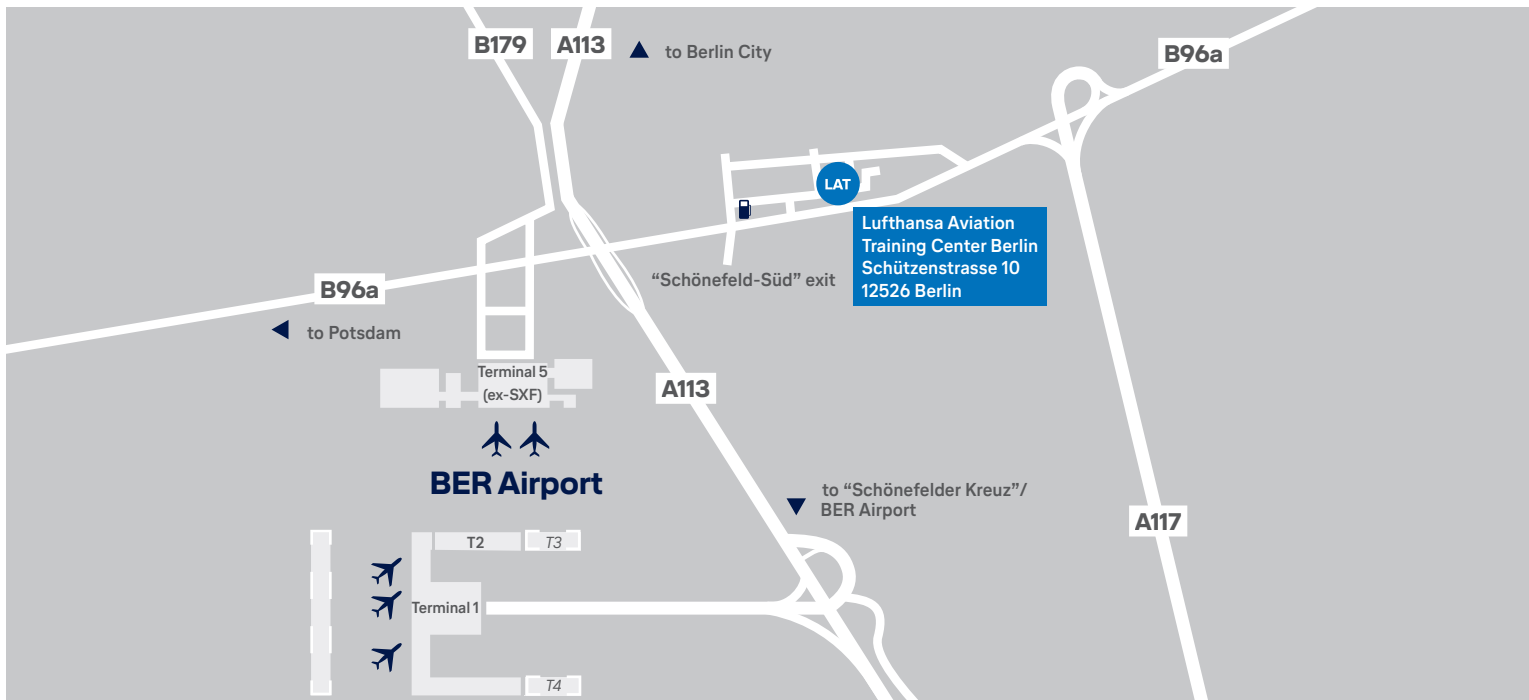 B179
A113
to Berlin City
B96a
LAT
Lufthansa Aviation
Training Center Berlin
Schützenstrasse 10
12526 Berlin
“Schönefeld-Süd” exit
B96a
to Potsdam
Terminal 5
(ex-SXF)
A113
BER Airport
to “Schönefelder Kreuz”/
BER Airport
A117
T2
T3
Terminal 1
T4